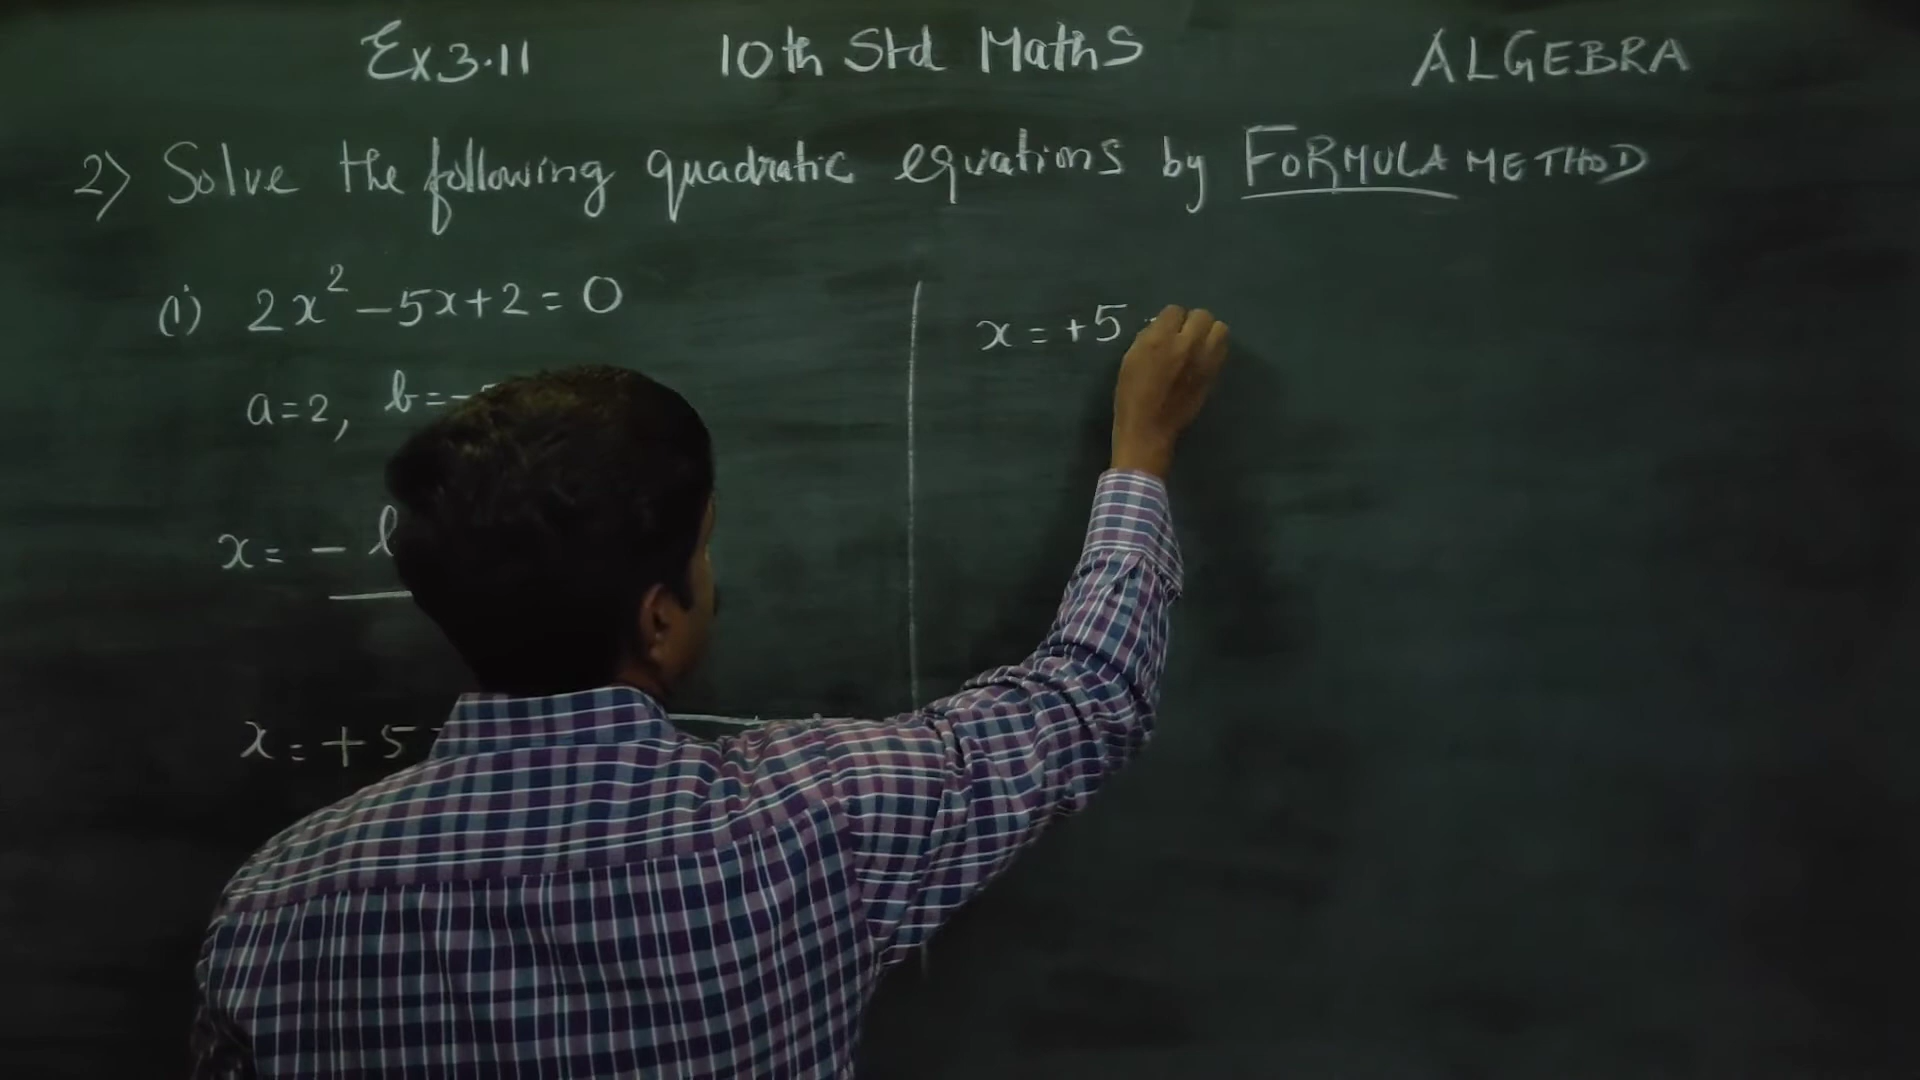 Ex 3.11 10th Std Maths ALGEBRA
2) Solve the following quadratic equations by FORMULA METHOD
(i) 2x² - 5x + 2 = 0
a = 2, b = -
x = -
x = + 5
x = + 5